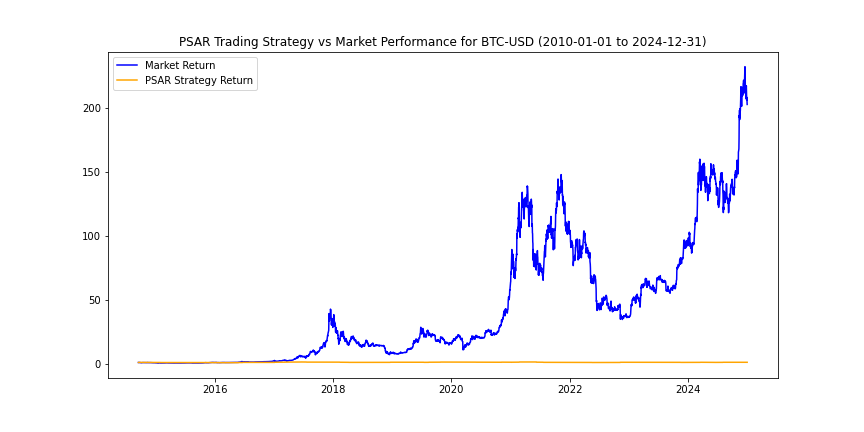 PSAR Trading Strategy vs Market Performance for BTC-USD (2010-01-01 to 2024-12-31)
Market Return
PSAR Strategy Return
200
150
100
50
0
2016 2018 2020 2022 2024